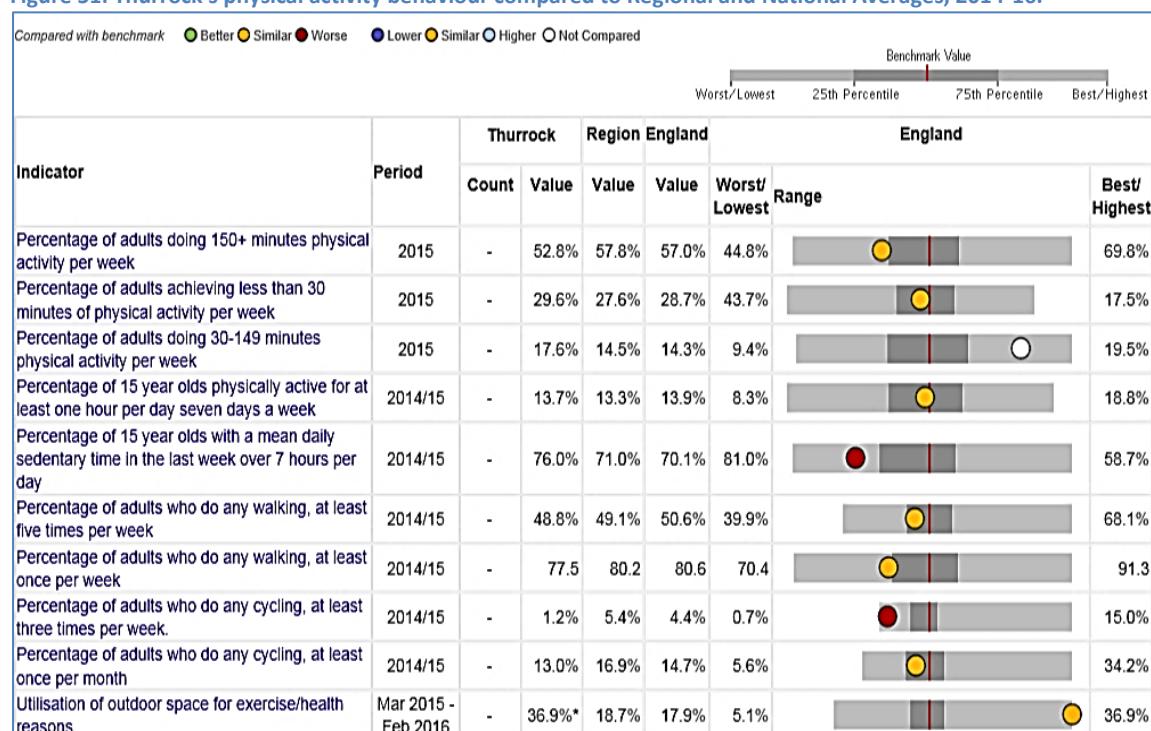 Figure 31: Thurrock's physical activity behaviour compared to Regional and National Averages, 2014-16.
Compared with benchmark Better Similar Worse Lower Similar Higher Not Compared
Benchmark Value
Worst/Lowest 25th Percentile 75th Percentile Best/Highest
Thurrock Region England England
Indicator Period Count Value Value Value Worst/ Lowest Range Best/ Highest
Percentage of adults doing 150+ minutes physical
activity per week 2015 - 52.8% 57.8% 57.0% 44.8% 69.8%
Percentage of adults achieving less than 30
minutes of physical activity per week 2015 - 29.6% 27.6% 28.7% 43.7% 17.5%
Percentage of adults doing 30-149 minutes
physical activity per week 2015 - 17.6% 14.5% 14.3% 9.4% 19.5%
Percentage of 15 year olds physically active for at
least one hour per day seven days a week 2014/15 - 13.7% 13.3% 13.9% 8.3% 18.8%
Percentage of 15 year olds with a mean daily
sedentary time in the last week over 7 hours per
day 2014/15 - 76.0% 71.0% 70.1% 81.0% 58.7%
Percentage of adults who do any walking, at least
five times per week 2014/15 - 48.8% 49.1% 50.6% 39.9% 68.1%
Percentage of adults who do any walking, at least
once per week 2014/15 - 77.5 80.2 80.6 70.4 91.3
Percentage of adults who do any cycling, at least
three times per week. 2014/15 - 1.2% 5.4% 4.4% 0.7% 15.0%
Percentage of adults who do any cycling, at least
once per month 2014/15 - 13.0% 16.9% 14.7% 5.6% 34.2%
Utilisation of outdoor space for exercise/health
reasons Mar 2015 - Feb 2016 - 36.9%* 18.7% 17.9% 5.1% 36.9%